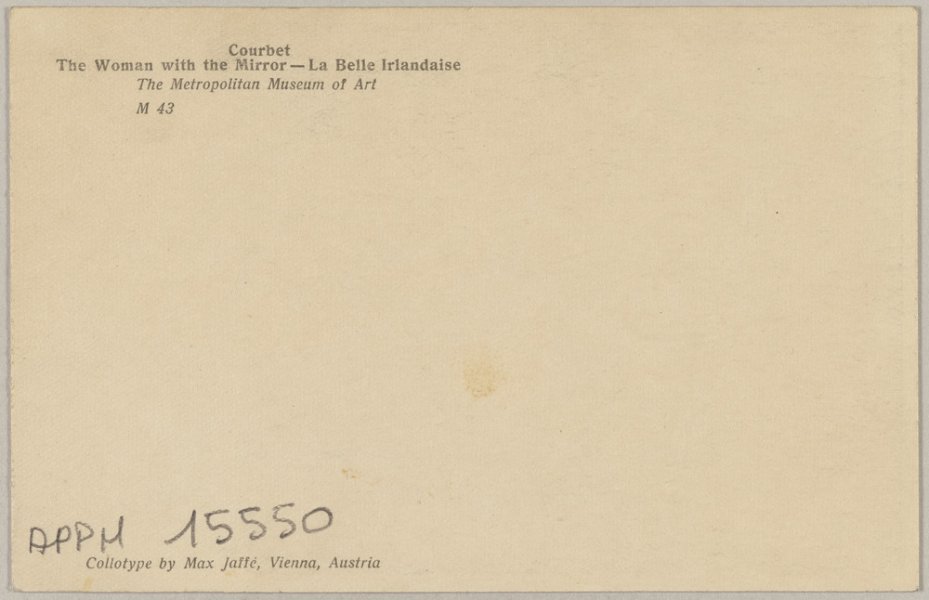 Courbet
The Woman with the Mirror — La Belle Irlandaise
The Metropolitan Museum of Art
M 43
APPH 15550
Collotype by Max Jaffé, Vienna, Austria